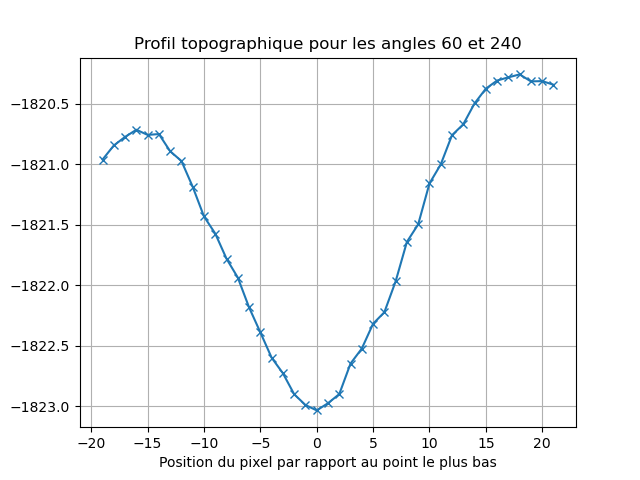 Profil topographique pour les angles 60 et 240
−1820.5
−1821.0
−1821.5
−1822.0
−1822.5
−1823.0
−20 −15 −10 −5 0 5 10 15 20
Position du pixel par rapport au point le plus bas